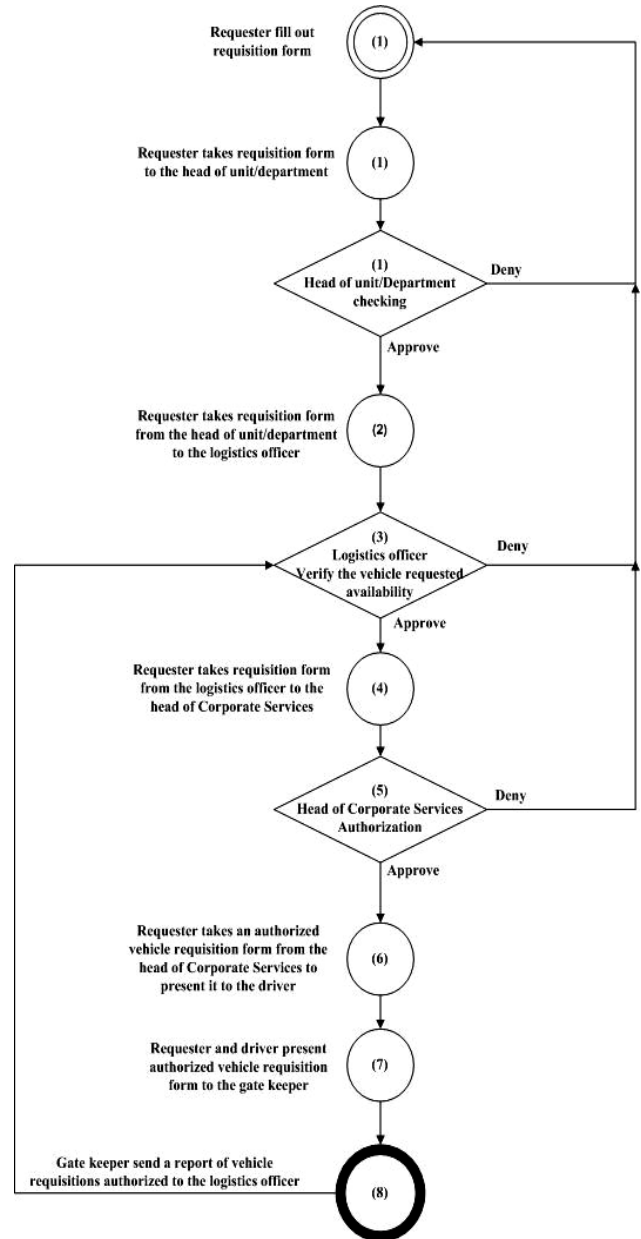 Requester fill out
requisition form
(1)
Requester takes requisition form
to the head of unit/department
(1)
(1)
Head of unit/Department
checking
Deny
Approve
Requester takes requisition form
from the head of unit/department
to the logistics officer
(2)
(3)
Logistics officer
Verify the vehicle requested
availability
Deny
Approve
Requester takes requisition form
from the logistics officer to the
head of Corporate Services
(4)
(5)
Head of Corporate Services
Authorization
Deny
Approve
Requester takes an authorized
vehicle requisition form from the
head of Corporate Services to
present it to the driver
(6)
Requester and driver present
authorized vehicle requisition
form to the gate keeper
(7)
Gate keeper send a report of vehicle
requisitions authorized to the logistics officer
(8)